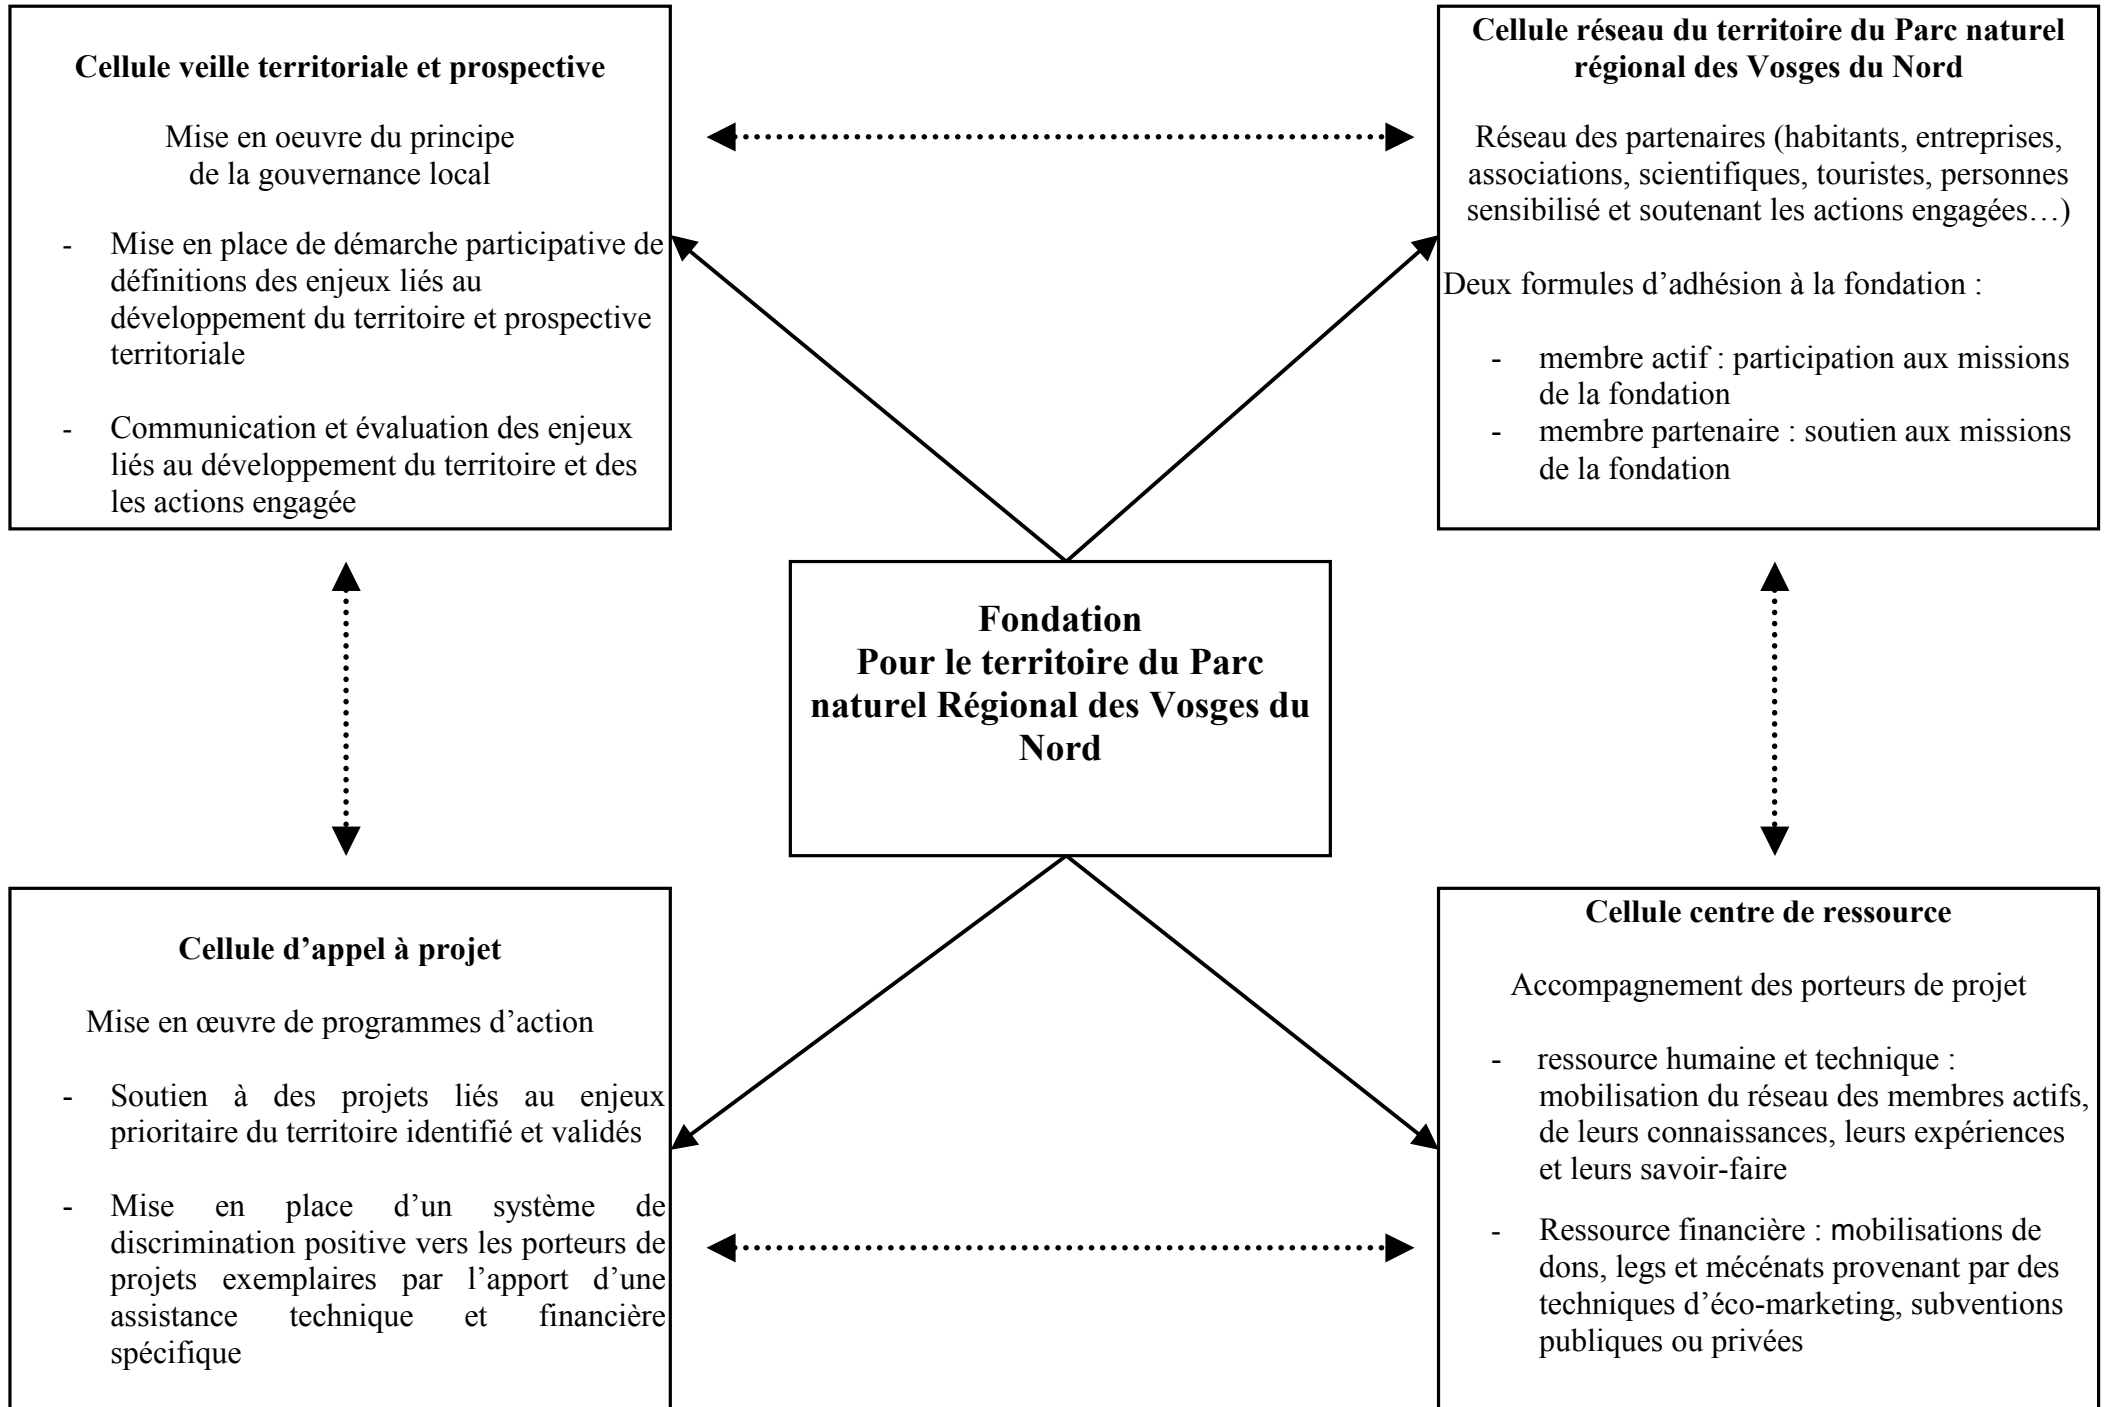 Cellule veille territoriale et prospective
Mise en oeuvre du principe
de la gouvernance local
- Mise en place de démarche participative de
définitions des enjeux liés au
développement du territoire et prospective
territoriale
- Communication et évaluation des enjeux
liés au développement du territoire et des
les actions engagée
Cellule réseau du territoire du Parc naturel
régional des Vosges du Nord
Réseau des partenaires (habitants, entreprises,
associations, scientifiques, touristes, personnes
sensibilisé et soutenant les actions engagées…)
Deux formules d’adhésion à la fondation :
- membre actif : participation aux missions
de la fondation
- membre partenaire : soutien aux missions
de la fondation
Fondation
Pour le territoire du Parc
naturel Régional des Vosges du
Nord
Cellule d’appel à projet
Mise en œuvre de programmes d’action
- Soutien à des projets liés au enjeux
prioritaire du territoire identifié et validés
- Mise en place d’un système de
discrimination positive vers les porteurs de
projets exemplaires par l’apport d’une
assistance technique et financière
spécifique
Cellule centre de ressource
Accompagnement des porteurs de projet
- ressource humaine et technique :
mobilisation du réseau des membres actifs,
de leurs connaissances, leurs expériences
et leurs savoir-faire
- Ressource financière : mobilisations de
dons, legs et mécénats provenant par des
techniques d’éco-marketing, subventions
publiques ou privées